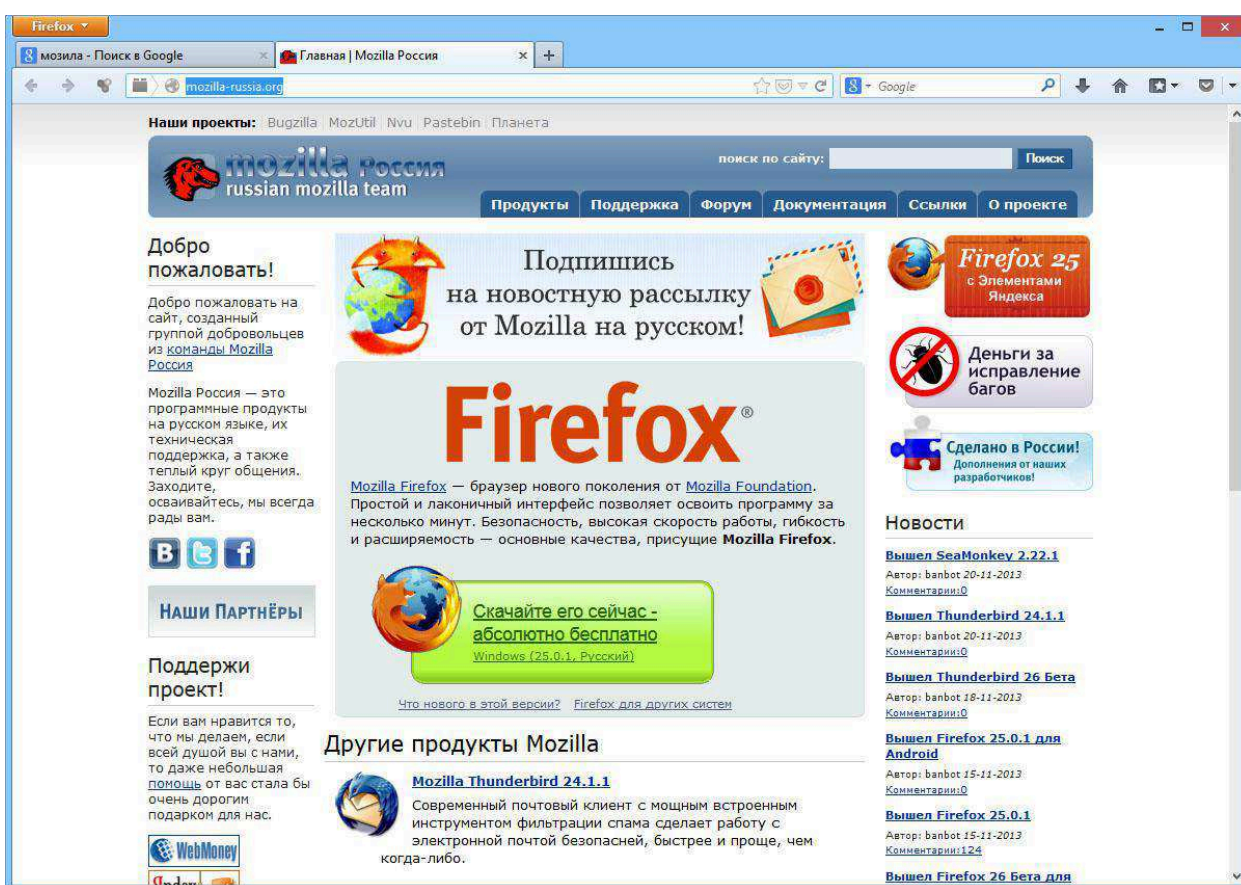 Firefox
мозила - Поиск в Google
Главная | Mozilla Россия
mozilla-russia.org
Google
Наши проекты: Bugzilla MozUtil Nvu Pastebin Планета
mozilla Россия
russian mozilla team
поиск по сайту:
Поиск
Продукты Поддержка Форум Документация Ссылки О проекте
Добро
пожаловать!
Добро пожаловать на
сайт, созданный
группой добровольцев
из команды Mozilla
Россия
Mozilla Россия — это
программные продукты
на русском языке, их
техническая
поддержка, а также
теплый круг общения.
Заходите,
осваивайтесь, мы всегда
рады вам.
Наши Партнёры
Поддержи
проект!
Если вам нравится то,
что мы делаем, если
всей душой вы с нами,
то даже небольшая
помощь от вас стала бы
очень дорогим
подарком для нас.
WebMoney
Подпишись
на новостную рассылку
от Mozilla на русском!
Firefox®
Mozilla Firefox — браузер нового поколения от Mozilla Foundation.
Простой и лаконичный интерфейс позволяет освоить программу за
несколько минут. Безопасность, высокая скорость работы, гибкость
и расширяемость — основные качества, присущие Mozilla Firefox.
Скачайте его сейчас -
абсолютно бесплатно
Windows (25.0.1, Русский)
Что нового в этой версии? Firefox для других систем
Другие продукты Mozilla
Mozilla Thunderbird 24.1.1
Современный почтовый клиент с мощным встроенным
инструментом фильтрации спама сделает работу с
электронной почтой безопасней, быстрее и проще, чем
когда-либо.
Firefox 25
с Элементами
Яндекса
Деньги за
исправление
багов
Сделано в России!
Дополнения от наших
разработчиков!
Новости
Вышел SeaMonkey 2.22.1
Автор: banbot 20-11-2013
Комментарии:0
Вышел Thunderbird 24.1.1
Автор: banbot 20-11-2013
Комментарии:0
Вышел Thunderbird 26 Бета
Автор: banbot 18-11-2013
Комментарии:0
Вышел Firefox 25.0.1 для
Android
Автор: banbot 15-11-2013
Комментарии:0
Вышел Firefox 25.0.1
Автор: banbot 15-11-2013
Комментарии:124
Вышел Firefox 26 Бета для